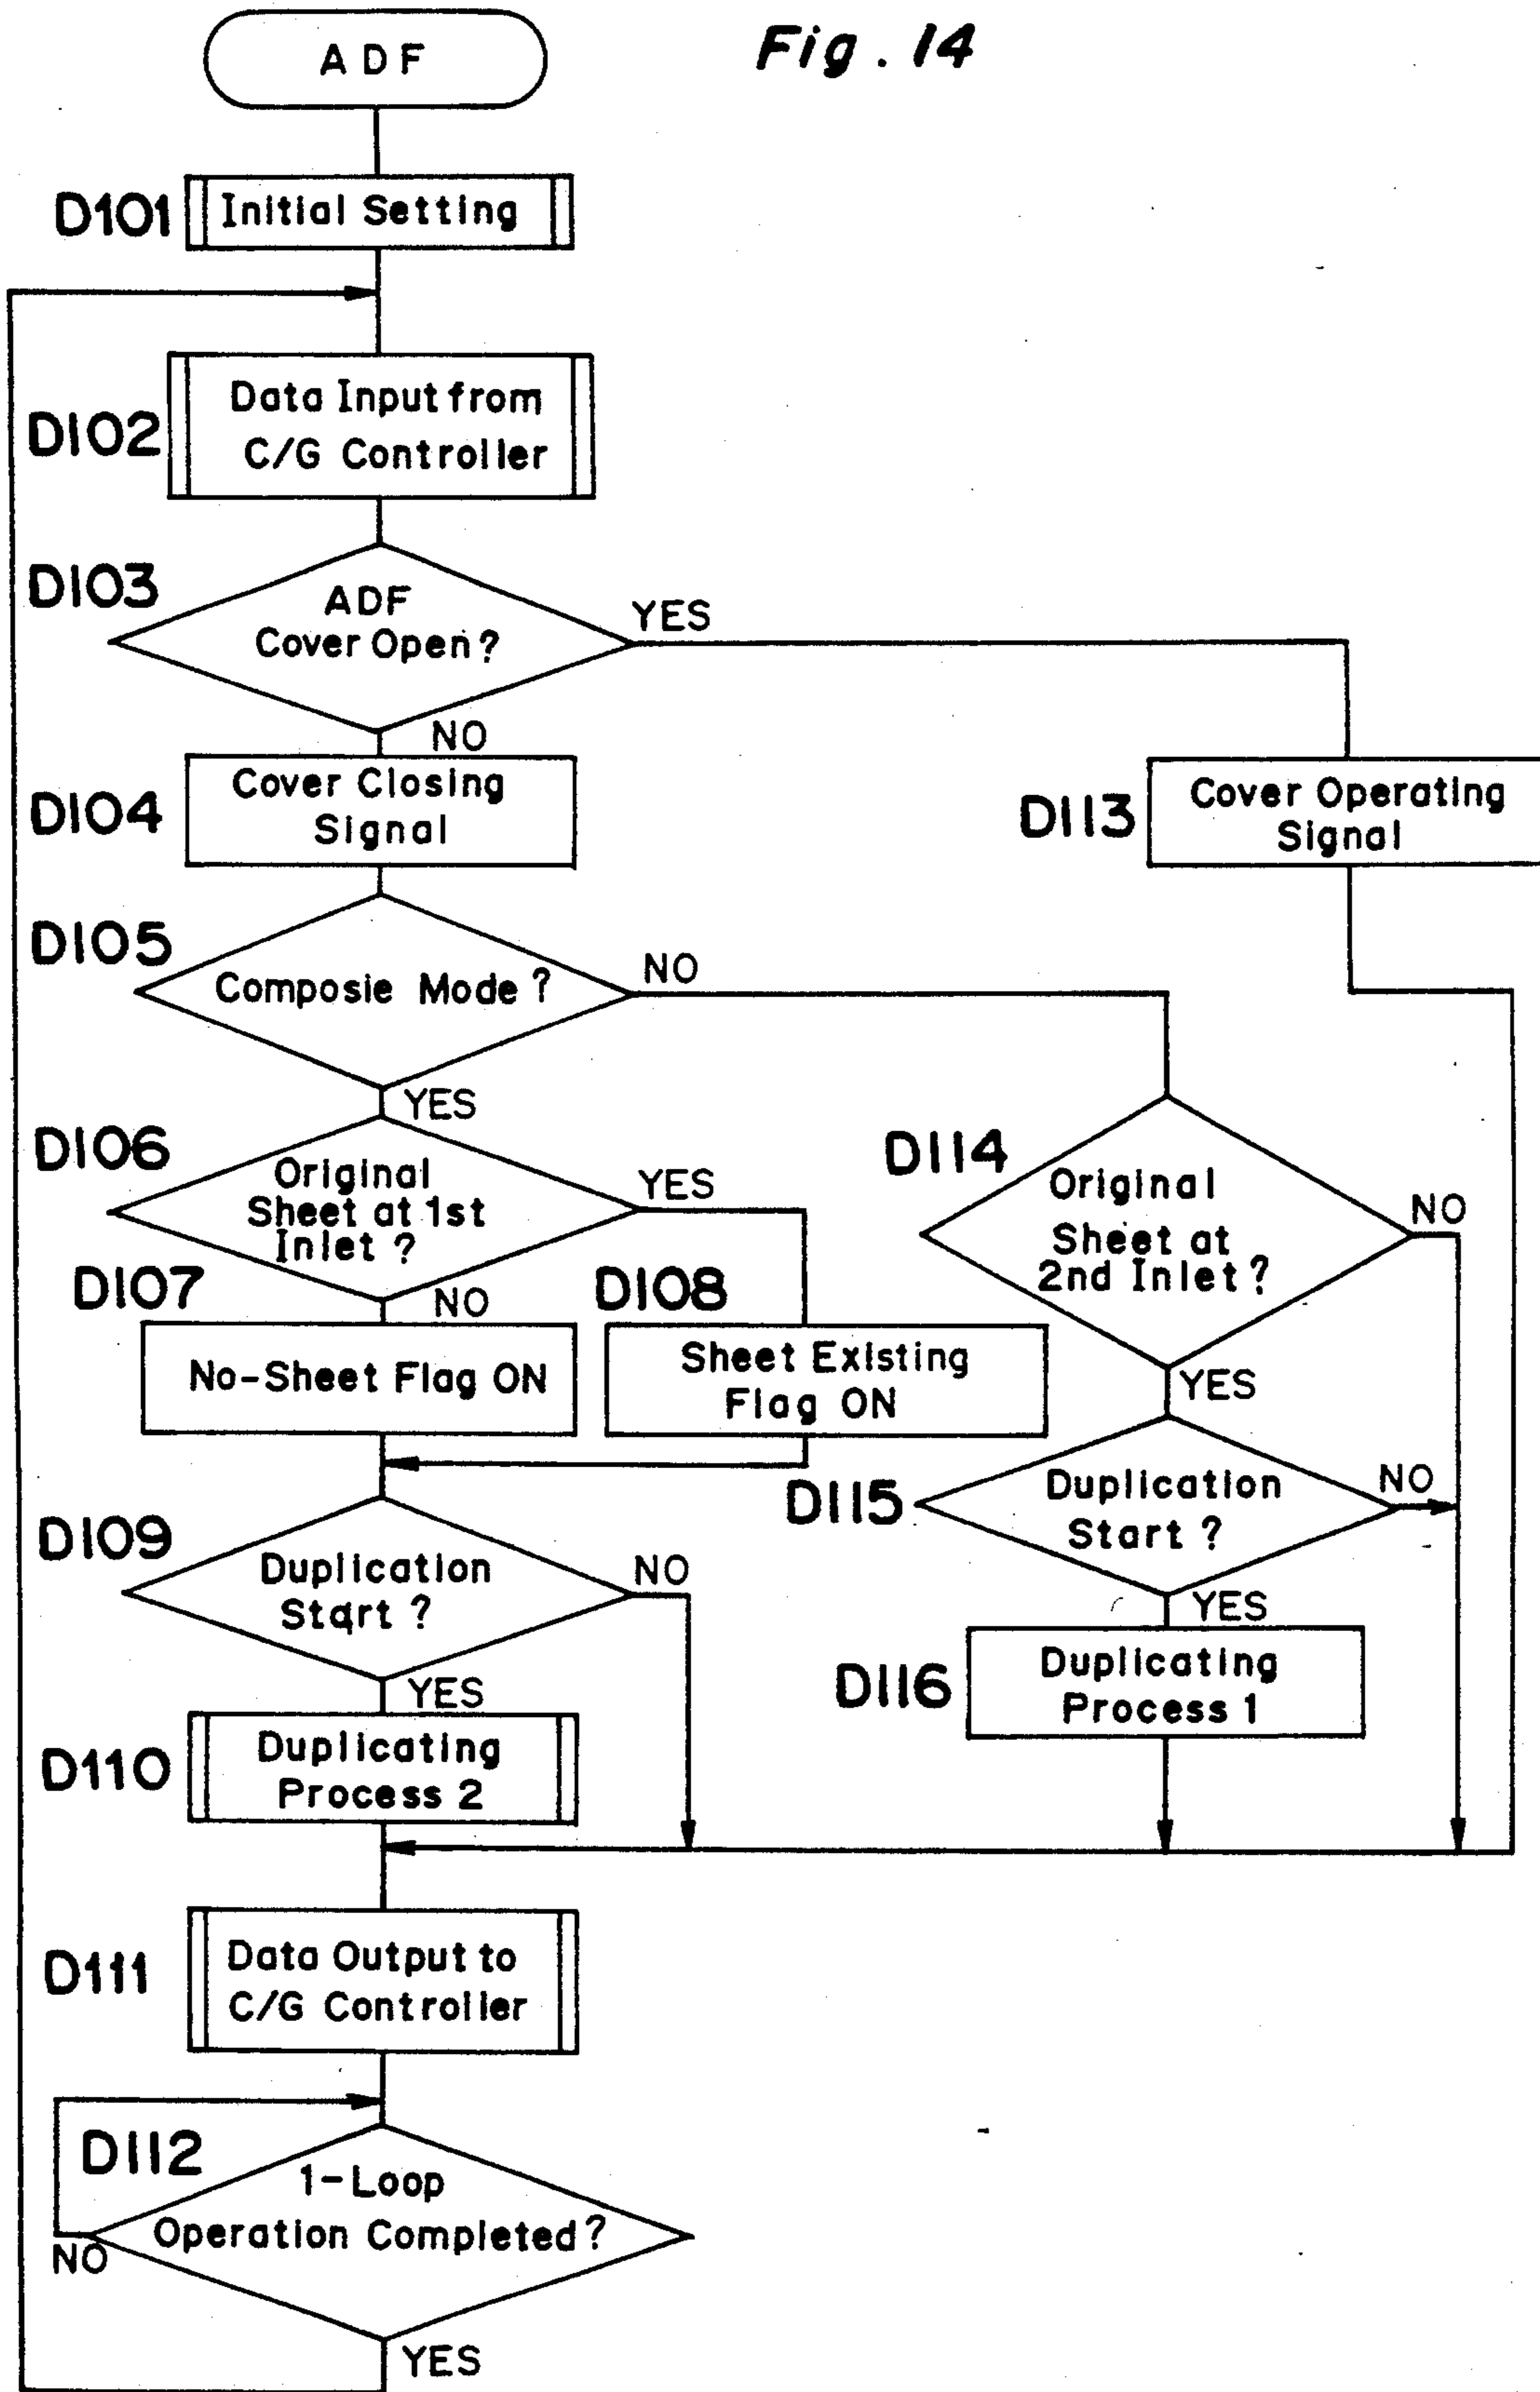 Fig. 14
ADF
D101
Initial Setting
D102
Data Input from
C/G Controller
D103
ADF
Cover Open?
YES
NO
D104
Cover Closing
Signal
D113
Cover Operating
Signal
D105
Composie Mode?
NO
YES
D106
Original
Sheet at 1st
Inlet?
YES
NO
D114
Original
Sheet at
2nd Inlet?
NO
YES
D107
No-Sheet Flag ON
D108
Sheet Existing
Flag ON
D109
Duplication
Start?
NO
YES
D115
Duplication
Start?
NO
YES
D110
Duplicating
Process 2
D116
Duplicating
Process 1
D111
Data Output to
C/G Controller
D112
1-Loop
Operation Completed?
NO
YES